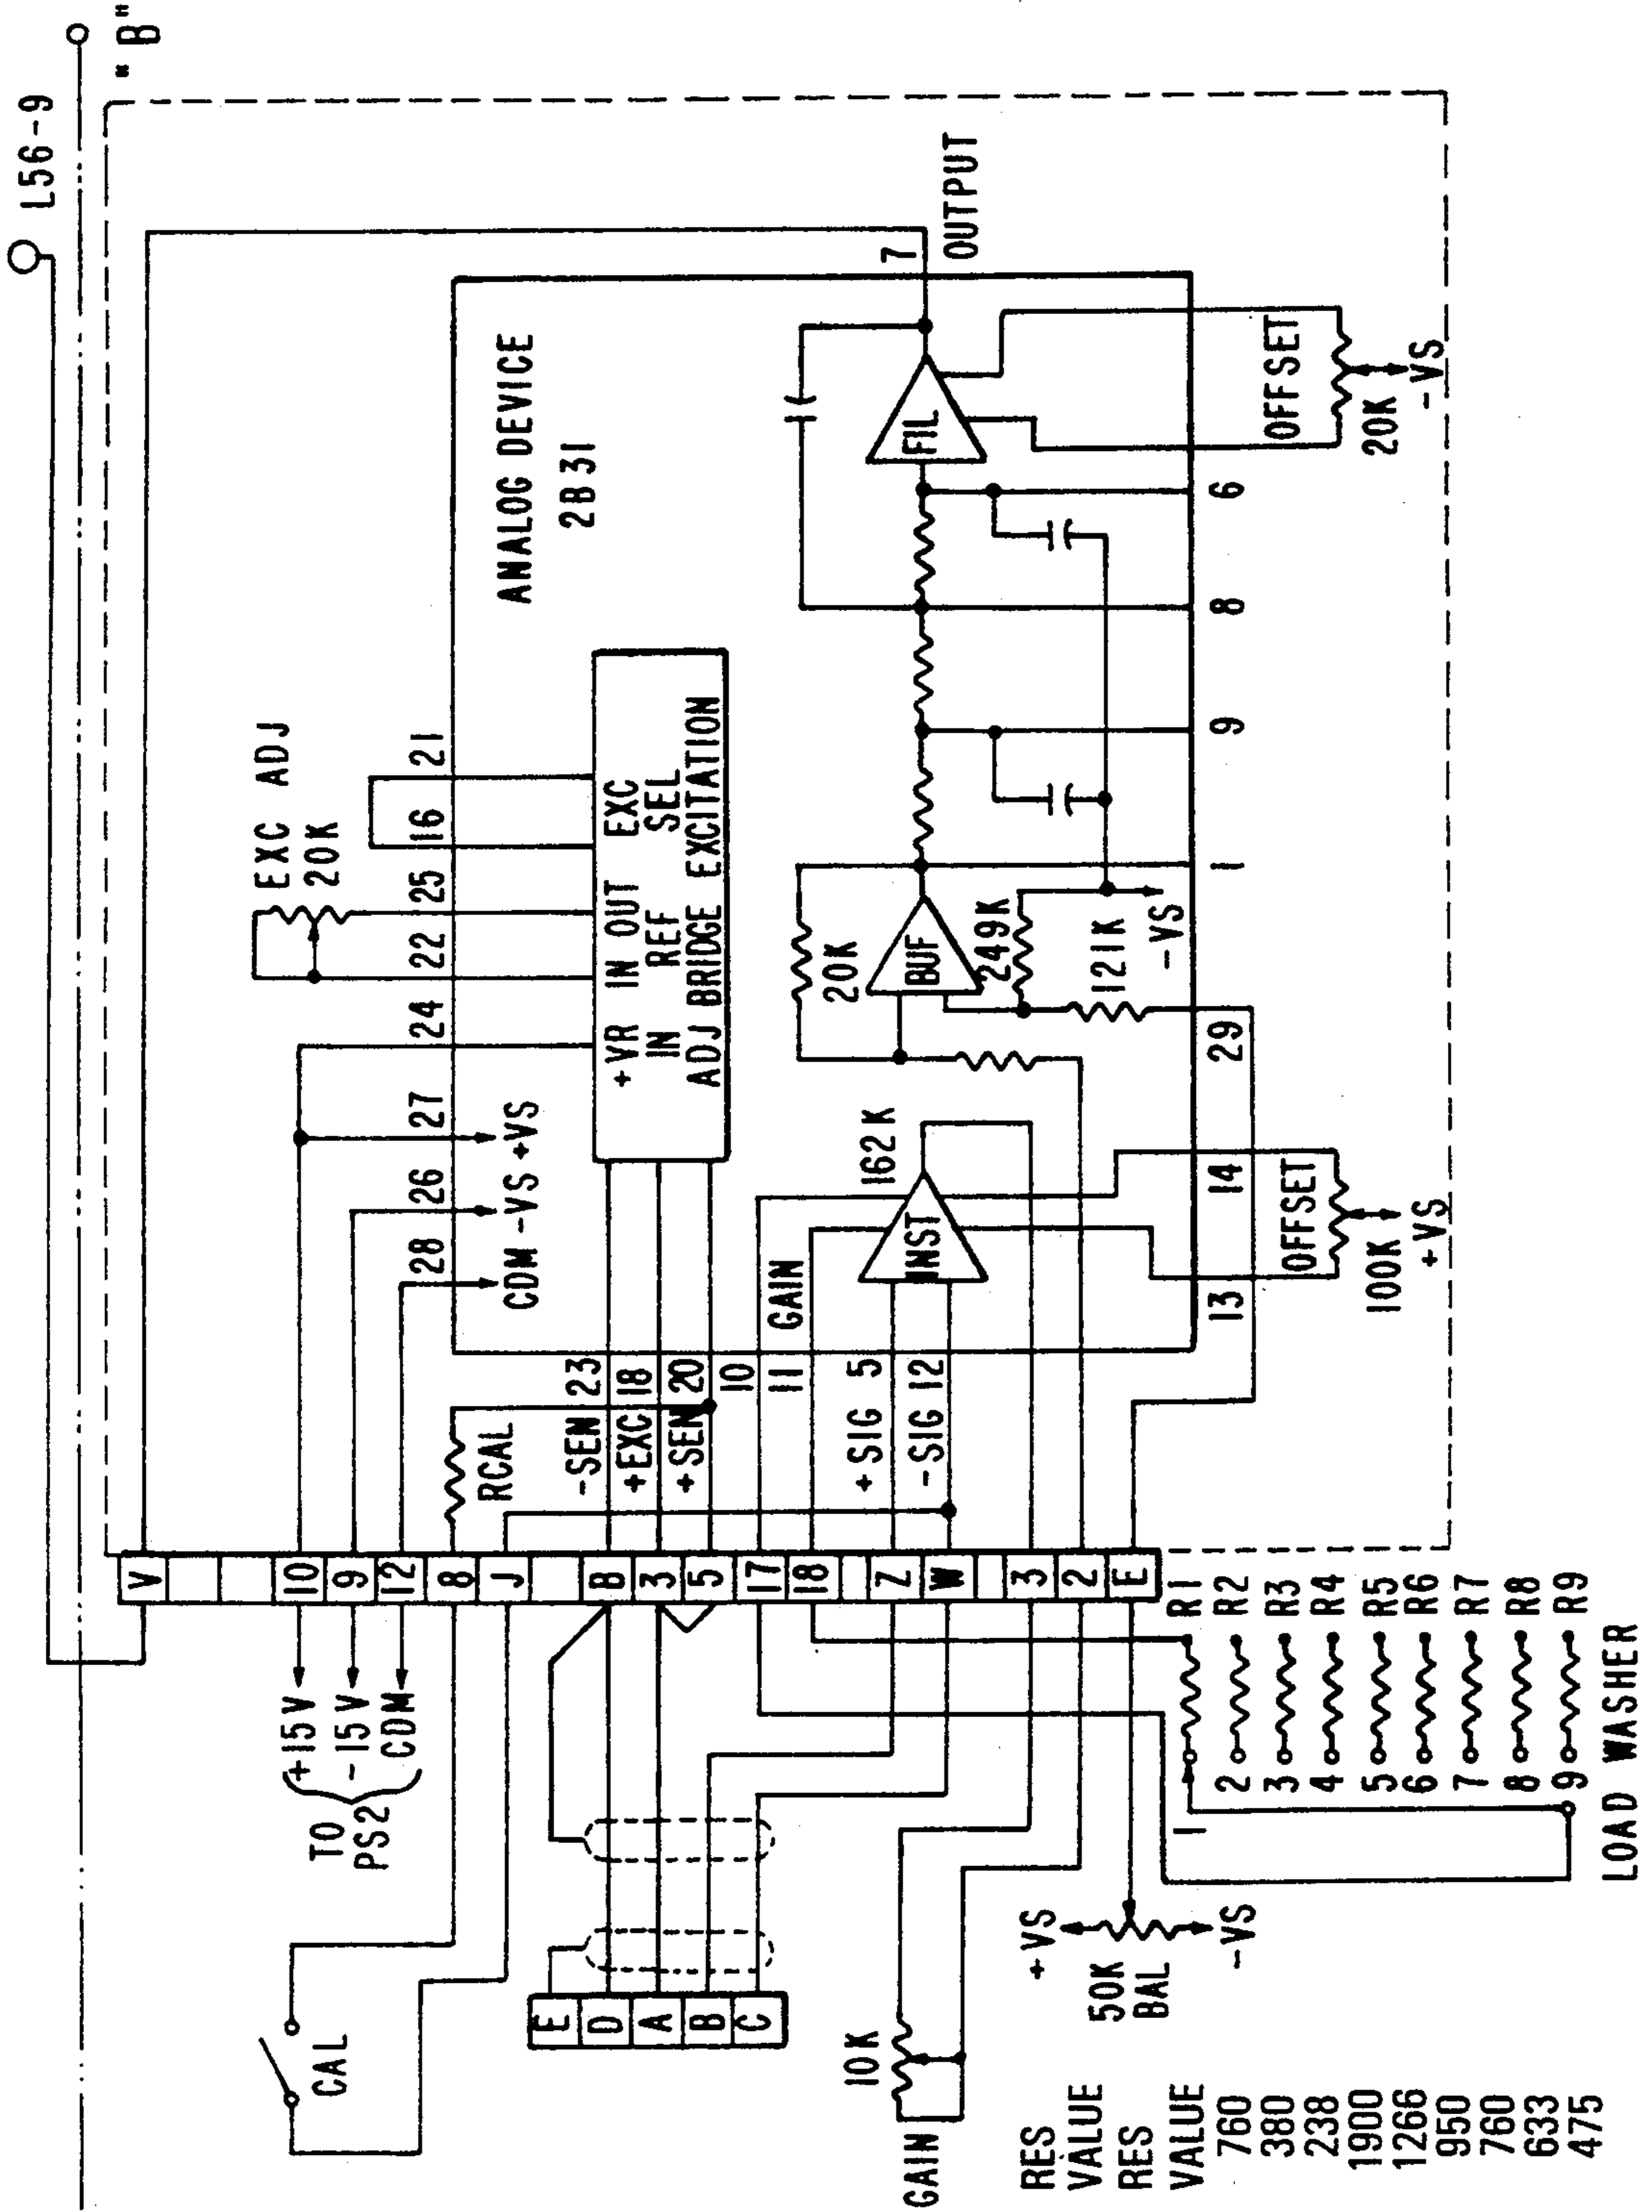 L56-9
"B"
ANALOG DEVICE
2B31
EXC ADJ
20K
28
26
27
24
22
25
16
21
CDM
-VS
+VS
+VR
IN
IN OUT
REF
EXC
SEL
ADJ BRIDGE EXCITATION
V
10
9
12
8
J
B
3
5
17
18
Z
W
3
2
E
+15V
-15V
CDM
TO
PS2
CAL
RCAL
-SEN 23
+EXC 18
+SEN 20
10
11
GAIN
+SIG 5
-SIG 12
INST
162K
BUF
20K
249K
121K
-VS
FIL
7
OUTPUT
13
14
29
1
9
8
6
OFFSET
100K
+VS
OFFSET
20K
-VS
E
D
A
B
C
10K
GAIN
+VS
50K
BAL
-VS
1
R1
2
R2
3
R3
4
R4
5
R5
6
R6
7
R7
8
R8
9
R9
LOAD WASHER
RES
VALUE
RES
VALUE
760
380
238
1900
1266
950
760
633
475